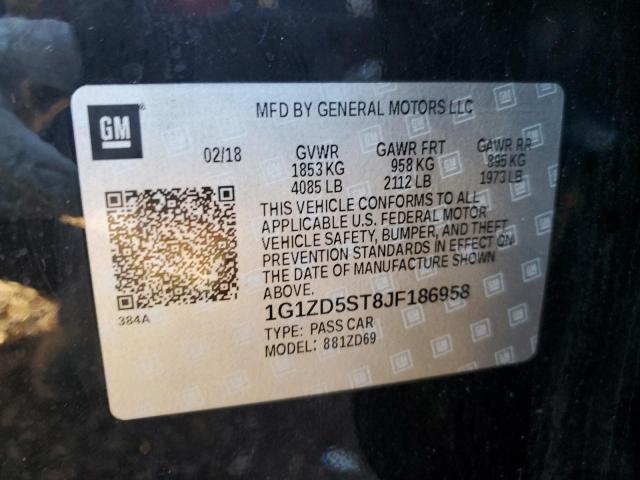 GM
MFD BY GENERAL MOTORS LLC
02/18 GVWR GAWR FRT GAWR RR
1853 KG 958 KG 895 KG
4085 LB 2112 LB 1973 LB
THIS VEHICLE CONFORMS TO ALL
APPLICABLE U.S. FEDERAL MOTOR
VEHICLE SAFETY, BUMPER, AND THEFT
PREVENTION STANDARDS IN EFFECT ON
THE DATE OF MANUFACTURE SHOWN
ABOVE.
384A
1G1ZD5ST8JF186958
TYPE: PASS CAR
MODEL: 881ZD69